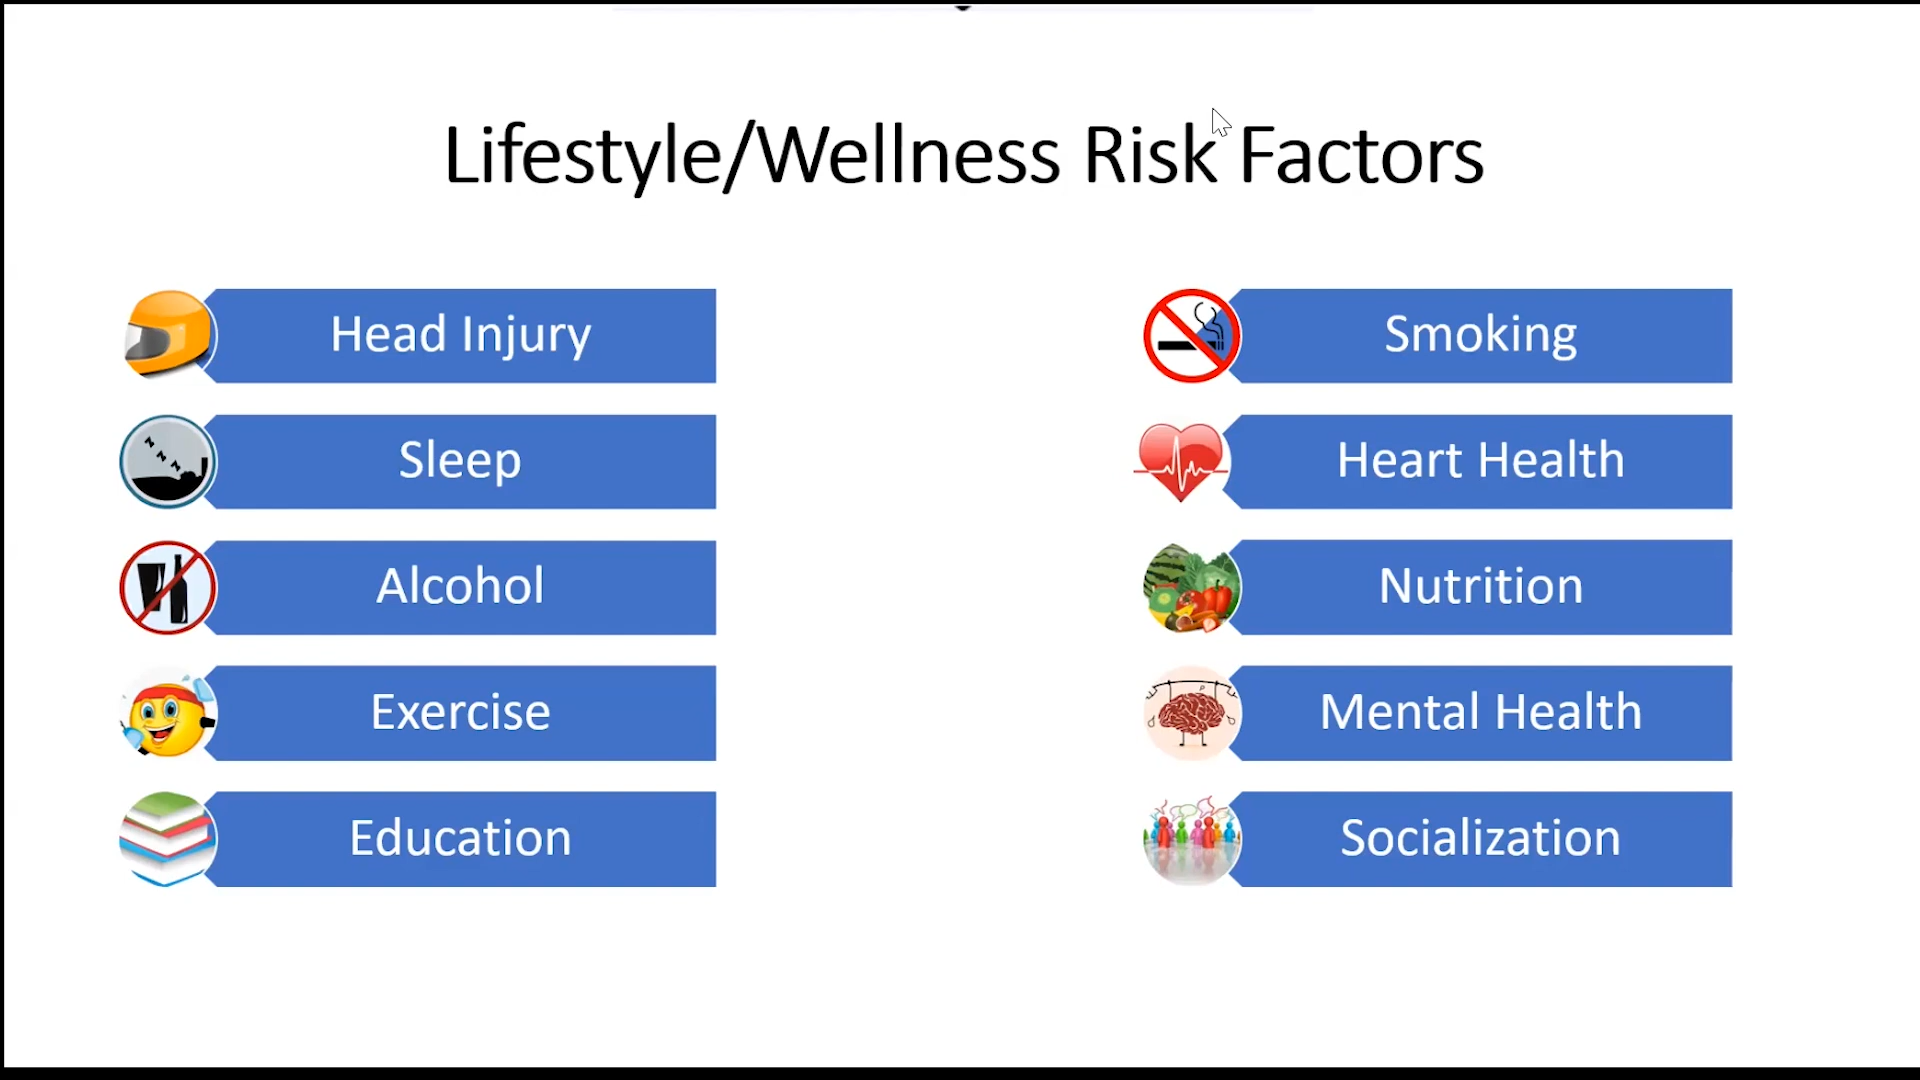 Lifestyle/Wellness Risk Factors
Head Injury
Sleep
Alcohol
Exercise
Education
Smoking
Heart Health
Nutrition
Mental Health
Socialization